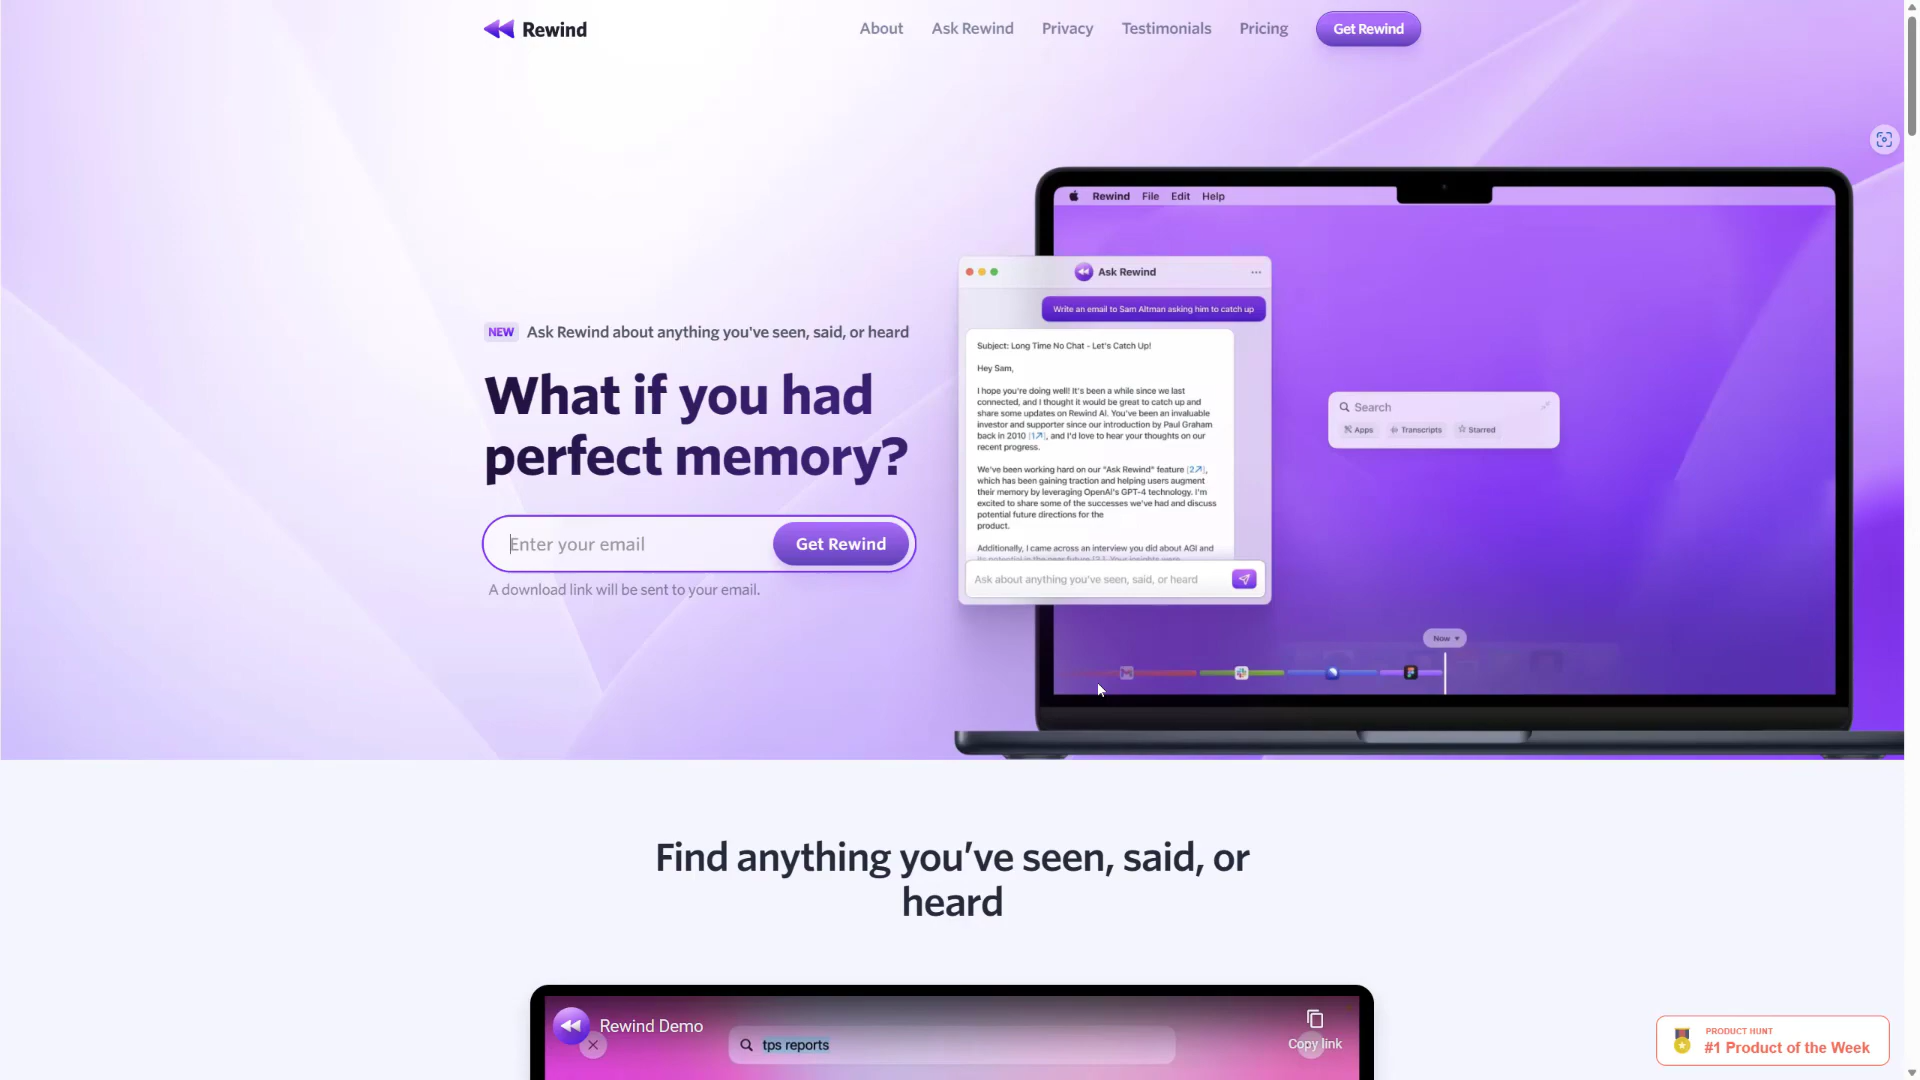 Rewind
About
Ask Rewind
Privacy
Testimonials
Pricing
Get Rewind
NEW
Ask Rewind about anything you've seen, said, or heard
What if you had
perfect memory?
Enter your email
Get Rewind
A download link will be sent to your email.
Rewind File Edit Help
Ask Rewind
Write an email to Sam Altman asking him to catch up
Subject: Long Time No Chat - Let's Catch Up!
Hey Sam,
I hope you're doing well! It's been a while since we last
connected, and I thought it would be great to catch up and
share some updates on Rewind AI. You've been an invaluable
investor and supporter since our introduction by Paul Graham
back in 2010 [1↗], and I'd love to hear your thoughts on our
recent progress.
We've been working hard on our "Ask Rewind" feature [2↗],
which has been gaining traction and helping users augment
their memory by leveraging OpenAI's GPT-4 technology. I'm
excited to share some of the successes we've had and discuss
potential future directions for the
product.
Additionally, I came across an interview you did about AGI and
Ask about anything you've seen, said, or heard
Search
Apps
Transcripts
Starred
Now
Find anything you’ve seen, said, or
heard
Rewind Demo
tps reports
Copy link
PRODUCT HUNT
#1 Product of the Week